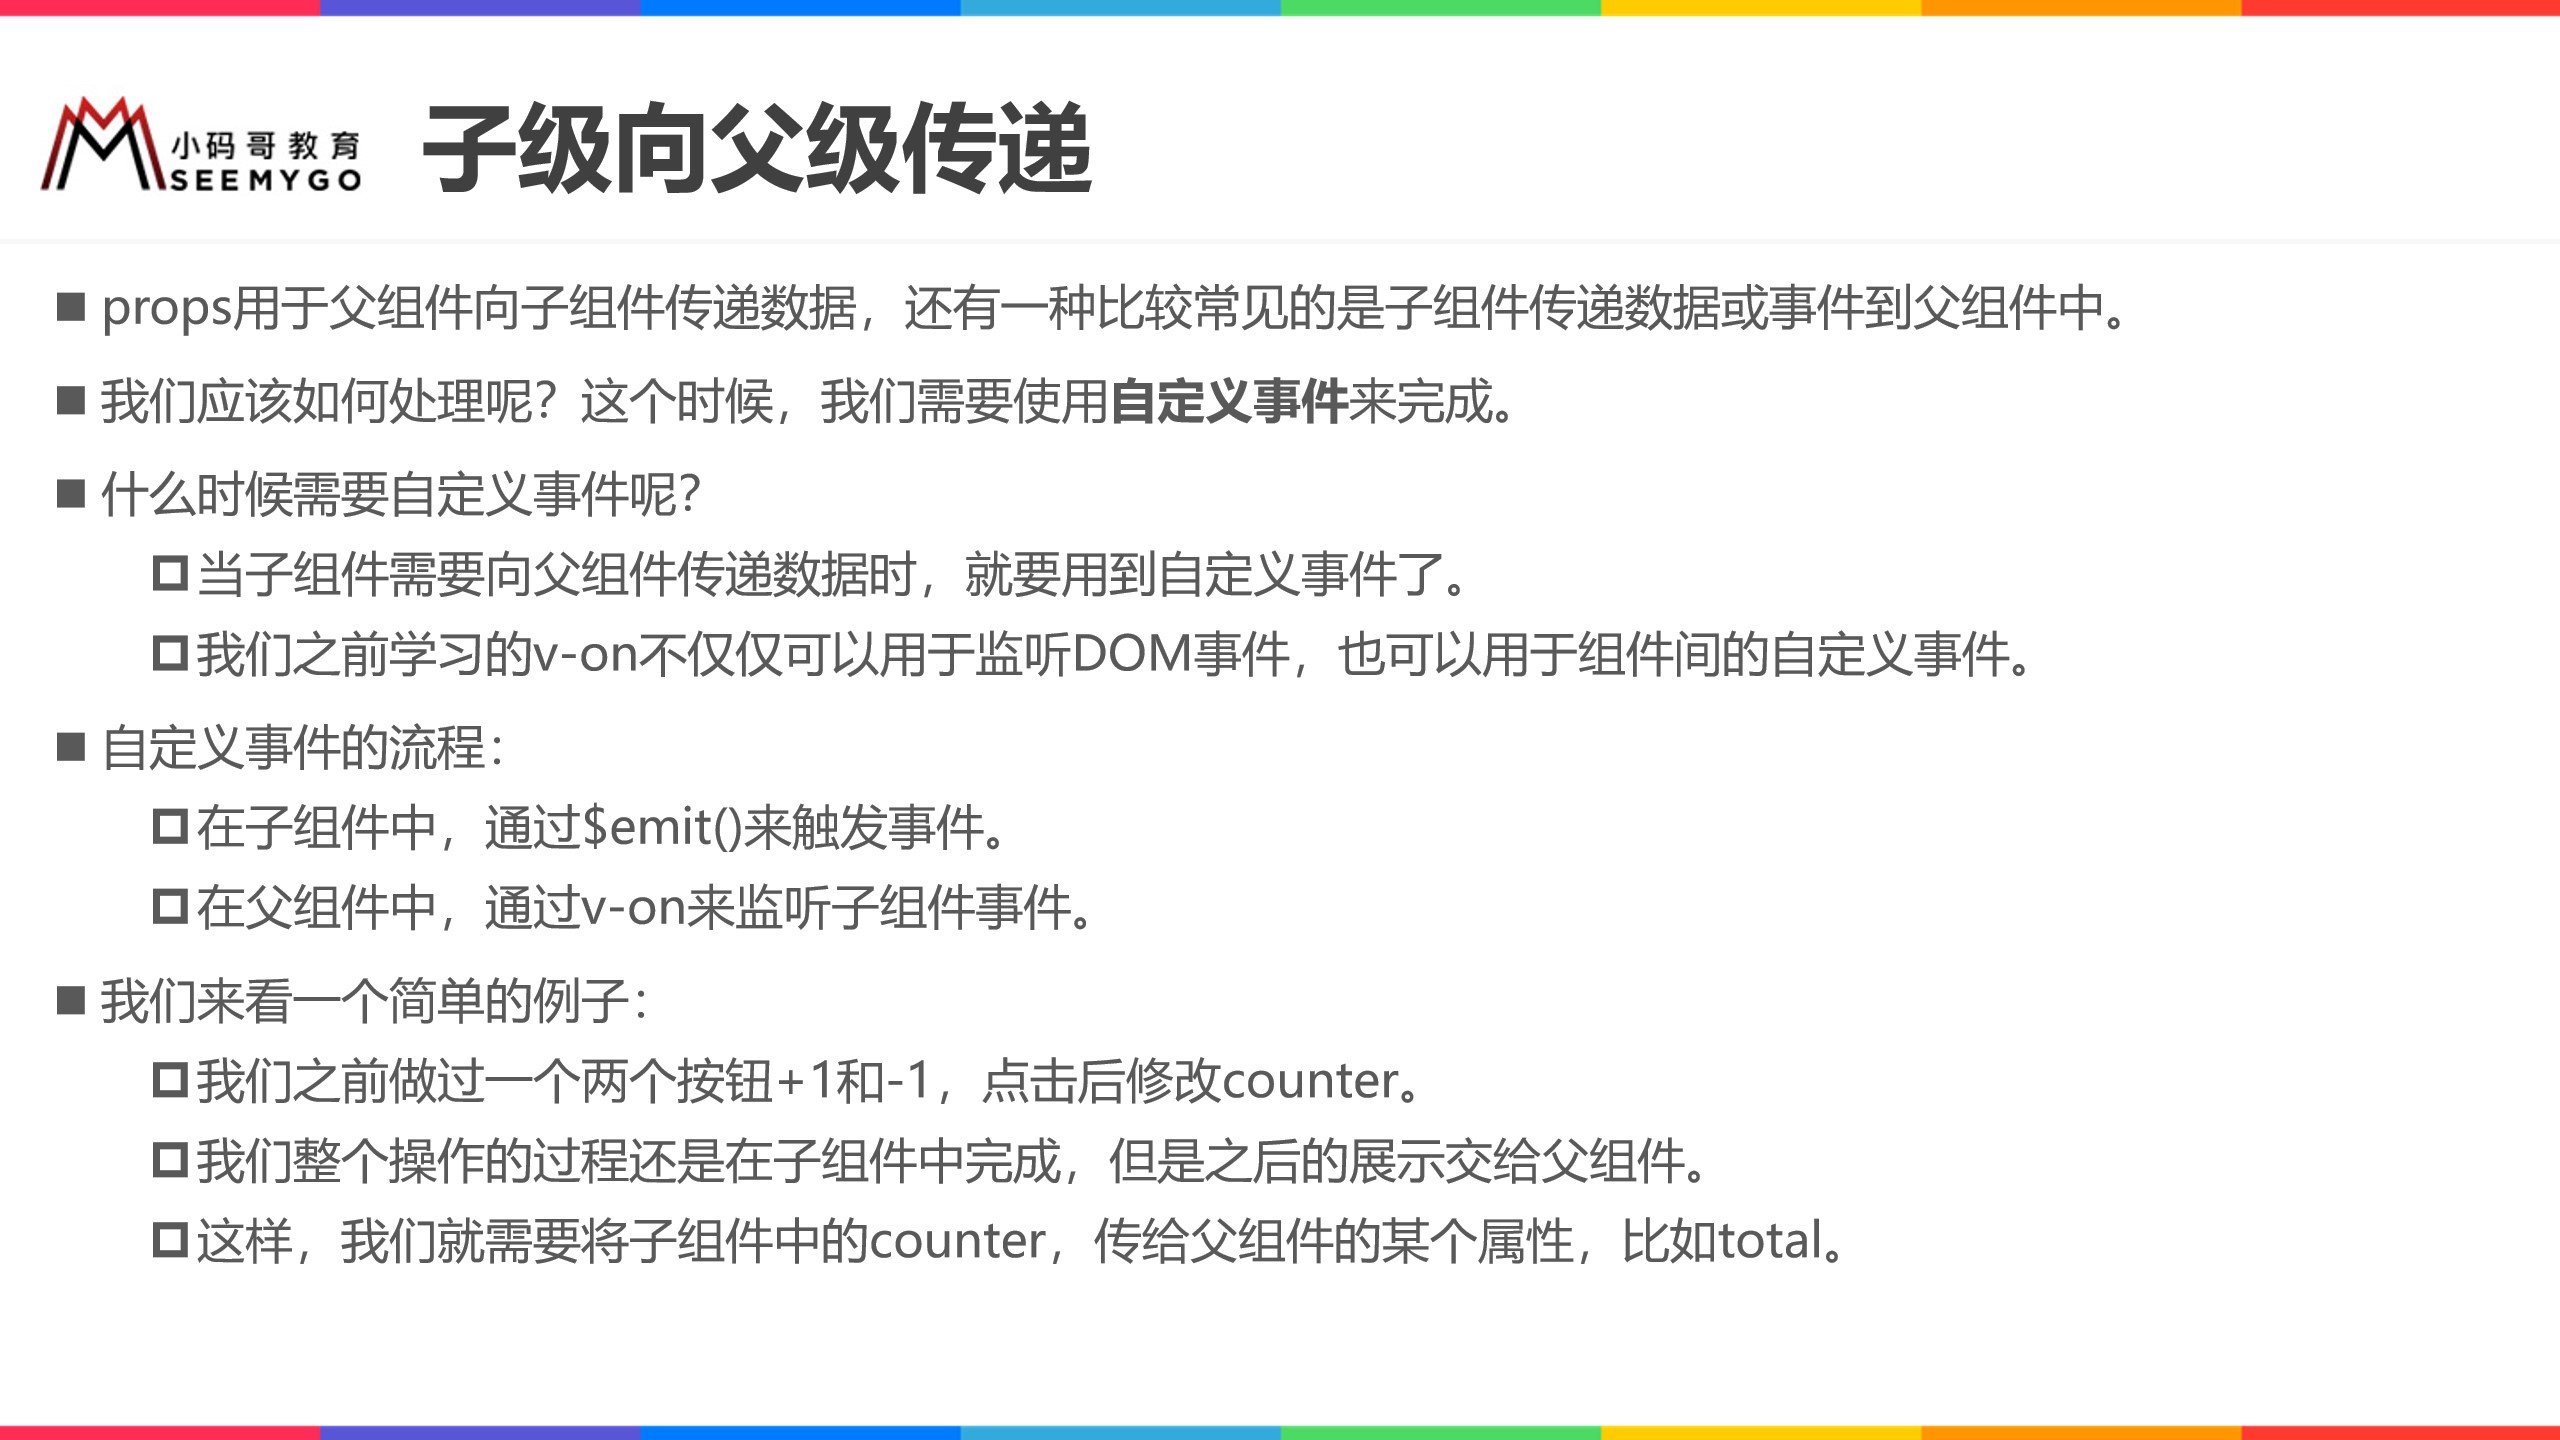 小码哥教育
SEEMYGO
子级向父级传递
props用于父组件向子组件传递数据，还有一种比较常见的是子组件传递数据或事件到父组件中。
我们应该如何处理呢？这个时候，我们需要使用自定义事件来完成。
什么时候需要自定义事件呢？
当子组件需要向父组件传递数据时，就要用到自定义事件了。
我们之前学习的v-on不仅仅可以用于监听DOM事件，也可以用于组件间的自定义事件。
自定义事件的流程：
在子组件中，通过$emit()来触发事件。
在父组件中，通过v-on来监听子组件事件。
我们来看一个简单的例子：
我们之前做过一个两个按钮+1和-1，点击后修改counter。
我们整个操作的过程还是在子组件中完成，但是之后的展示交给父组件。
这样，我们就需要将子组件中的counter，传给父组件的某个属性，比如total。